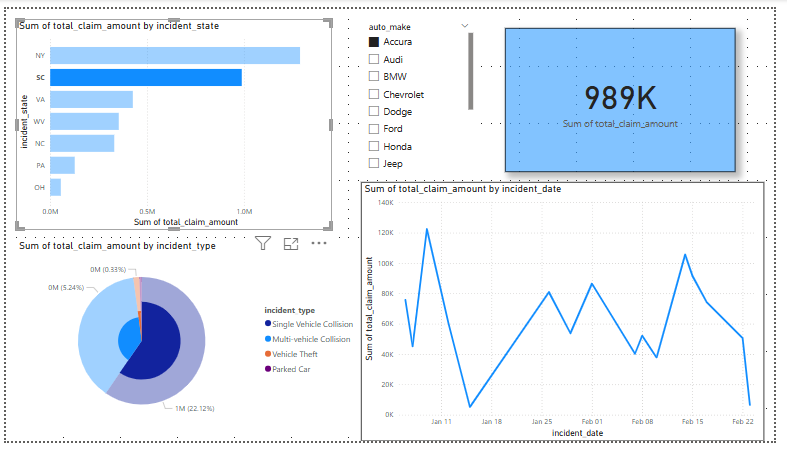 Sum of total_claim_amount by incident_state
incident_state
NY
SC
VA
WV
NC
PA
OH
0.0M 0.5M 1.0M
Sum of total_claim_amount
auto_make
Accura
Audi
BMW
Chevrolet
Dodge
Ford
Honda
Jeep
989K
Sum of total_claim_amount
Sum of total_claim_amount by incident_type
0M (0.33%)
0M (5.24%)
1M (22.12%)
incident_type
Single Vehicle Collision
Multi-vehicle Collision
Vehicle Theft
Parked Car
Sum of total_claim_amount by incident_date
Sum of total_claim_amount
140K
120K
100K
80K
60K
40K
20K
0K
Jan 11 Jan 18 Jan 25 Feb 01 Feb 08 Feb 15 Feb 22
incident_date